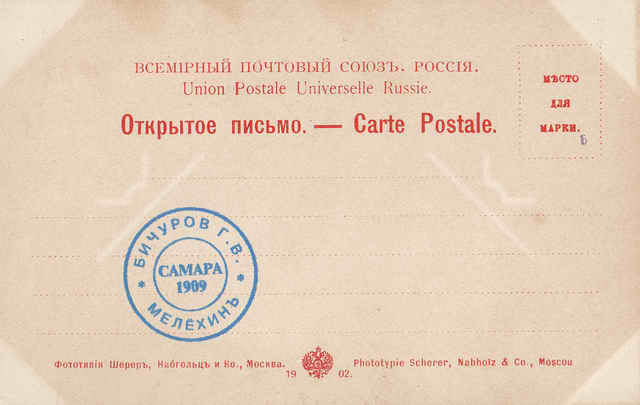 ВСЕМІРНЫЙ ПОЧТОВЫЙ СОЮЗЪ. РОССІЯ.
Union Postale Universelle Russie.
Открытое письмо. — Carte Postale.
МѢСТО
ДЛЯ
МАРКИ.
В
БИЧУРОВ Г. В.
САМАРА
1909
* МЕЛЁХИНЪ *
Фототипія Шереръ, Набгольцъ и Ко., Москва. Phototypie Scherer, Nabholz & Co., Moscou
19 02.